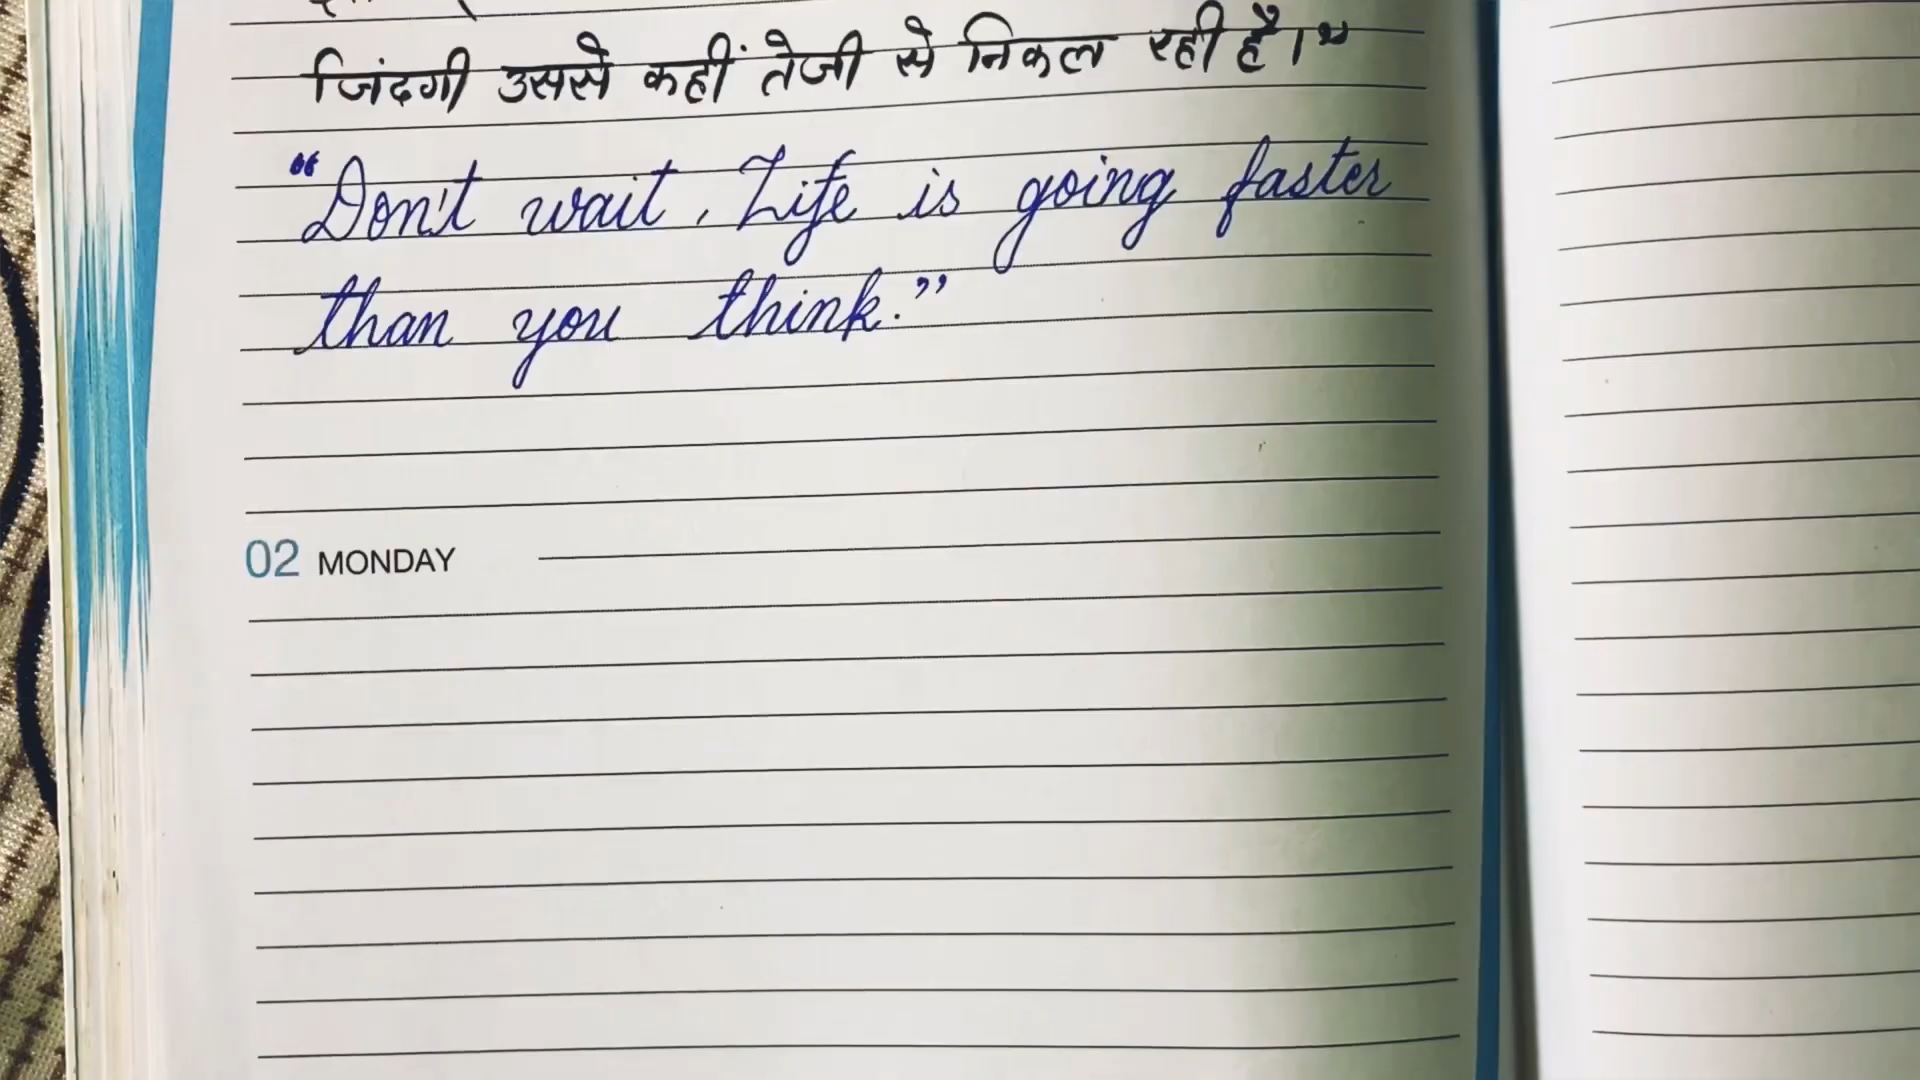 जिंदगी उससे कहीं तेजी से निकल रही है।"
"Don't wait, Life is going faster
than you think."
02 MONDAY